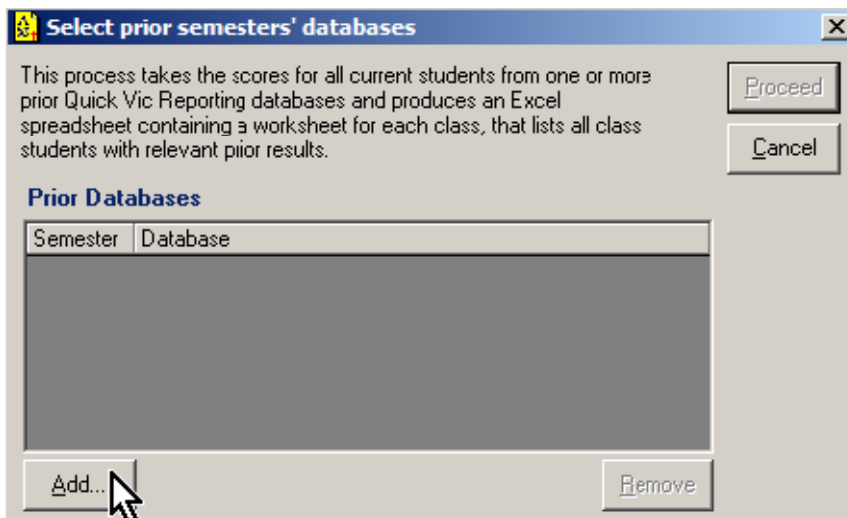 Select prior semesters' databases
This process takes the scores for all current students from one or more
prior Quick Vic Reporting databases and produces an Excel
spreadsheet containing a worksheet for each class, that lists all class
students with relevant prior results.
Proceed
Cancel
Prior Databases
Semester Database
Add...
Remove